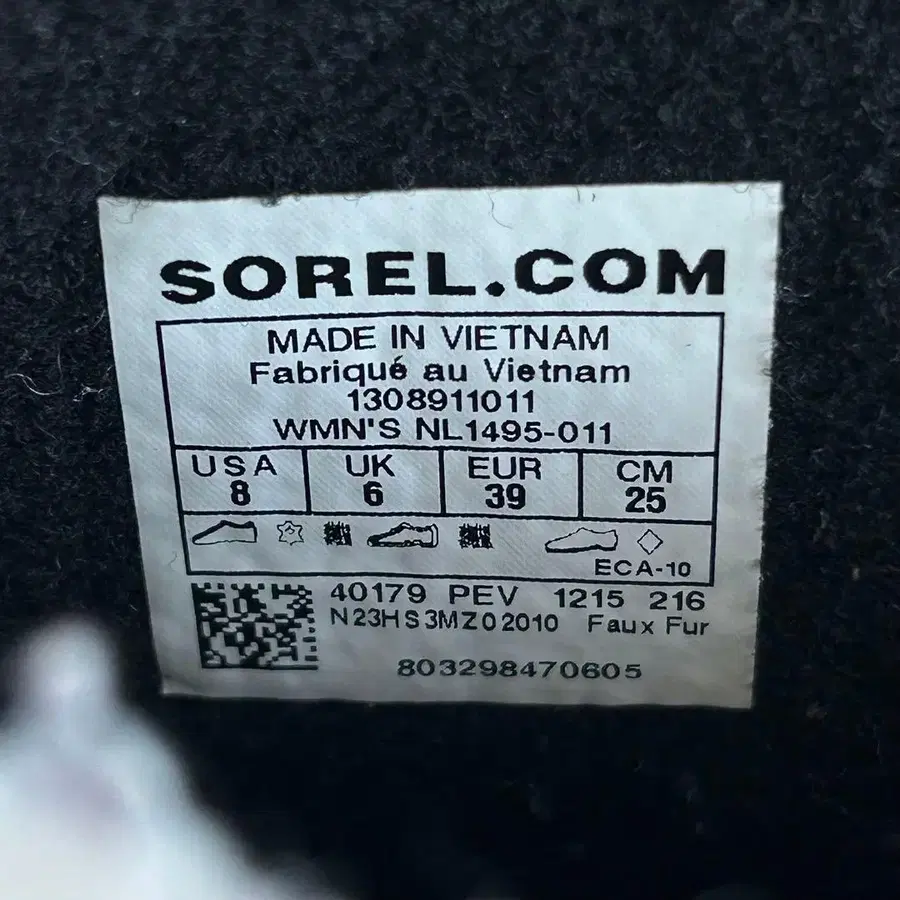 SOREL.COM
MADE IN VIETNAM
Fabriqué au Vietnam
1308911011
WMN'S NL1495-011
USA UK EUR CM
8 6 39 25
ECA-10
40179 PEV 1215 216
N23HS3MZ02010 Faux Fur
803298470605